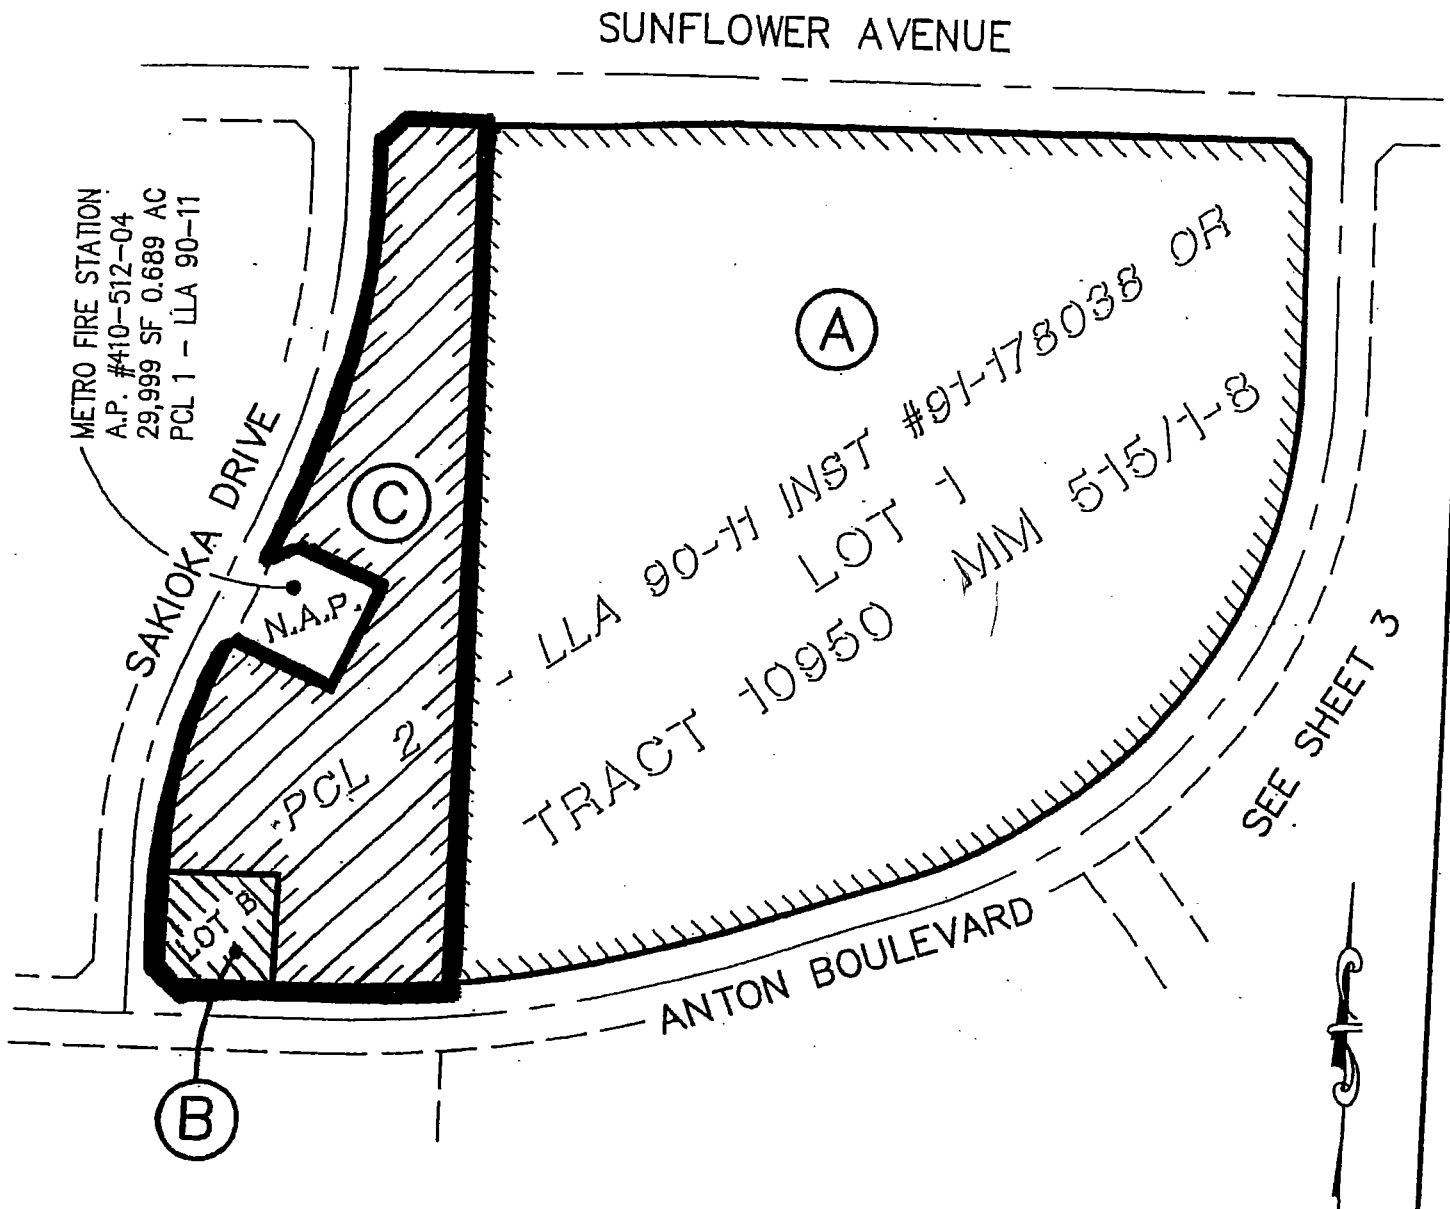 SUNFLOWER AVENUE
METRO FIRE STATION
A.P. #410-512-04
29,999 SF 0.689 AC
PCL 1 - LLA 90-11
SAKIOKA DRIVE
A
C
N.A.P.
PCL 2 - LLA 90-11 INST #91-178038 OR
LOT 1
TRACT 10950 MM 515/1-8
LOT B
B
ANTON BOULEVARD
SEE SHEET 3